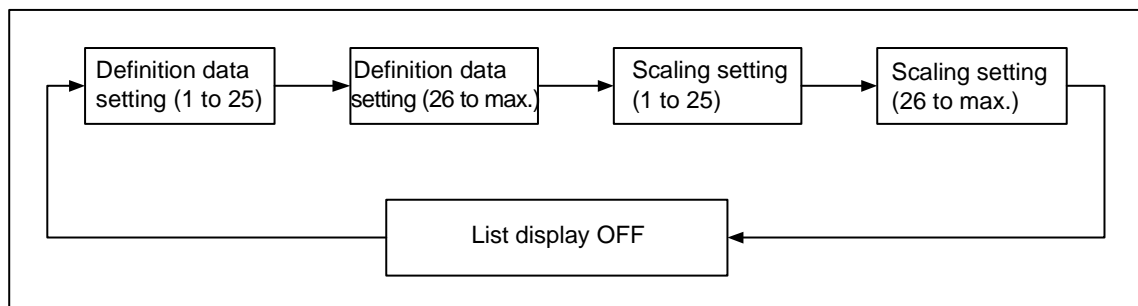 Definition data
setting (1 to 25)
Definition data
setting (26 to max.)
Scaling setting
(1 to 25)
Scaling setting
(26 to max.)
List display OFF